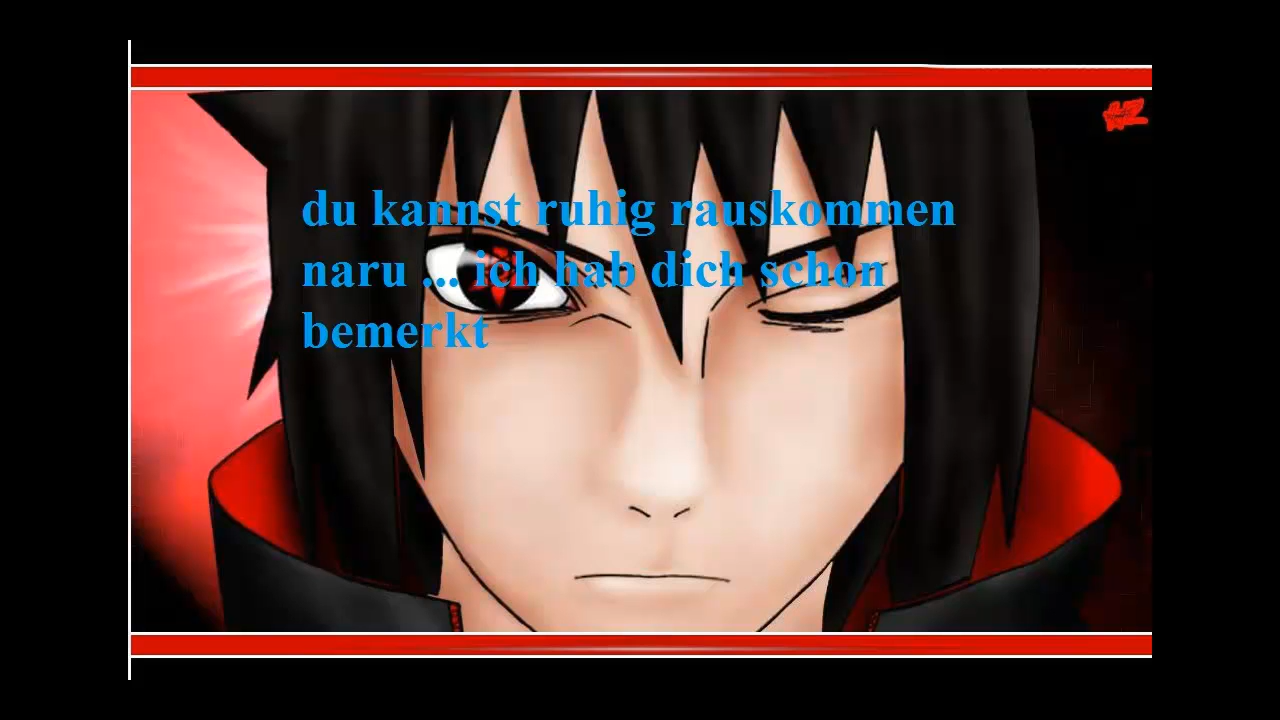 du kannst ruhig rauskommen
naru ... ich hab dich schon
bemerkt